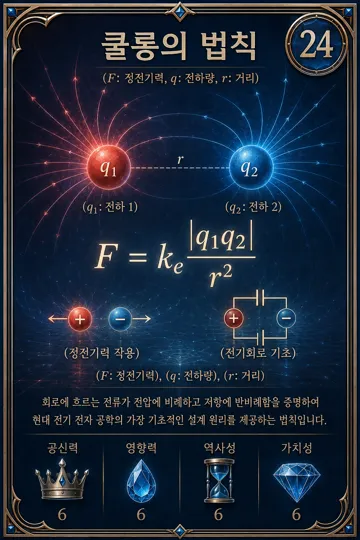 쿨롱의 법칙
24
(F: 정전기력, q: 전하량, r: 거리)
r
q₁
q₂
(q₁: 전하 1)
(q₂: 전하 2)
F = kₑ |q₁q₂| / r²
+ −
+ −
(정전기력 작용)
(전기회로 기초)
(F: 정전기력), (q: 전하량), (r: 거리)
회로에 흐르는 전류가 전압에 비례하고 저항에 반비례함을 증명하여
현대 전기 전자 공학의 가장 기초적인 설계 원리를 제공하는 법칙입니다.
공신력 영향력 역사성 가치성
6 6 6 6